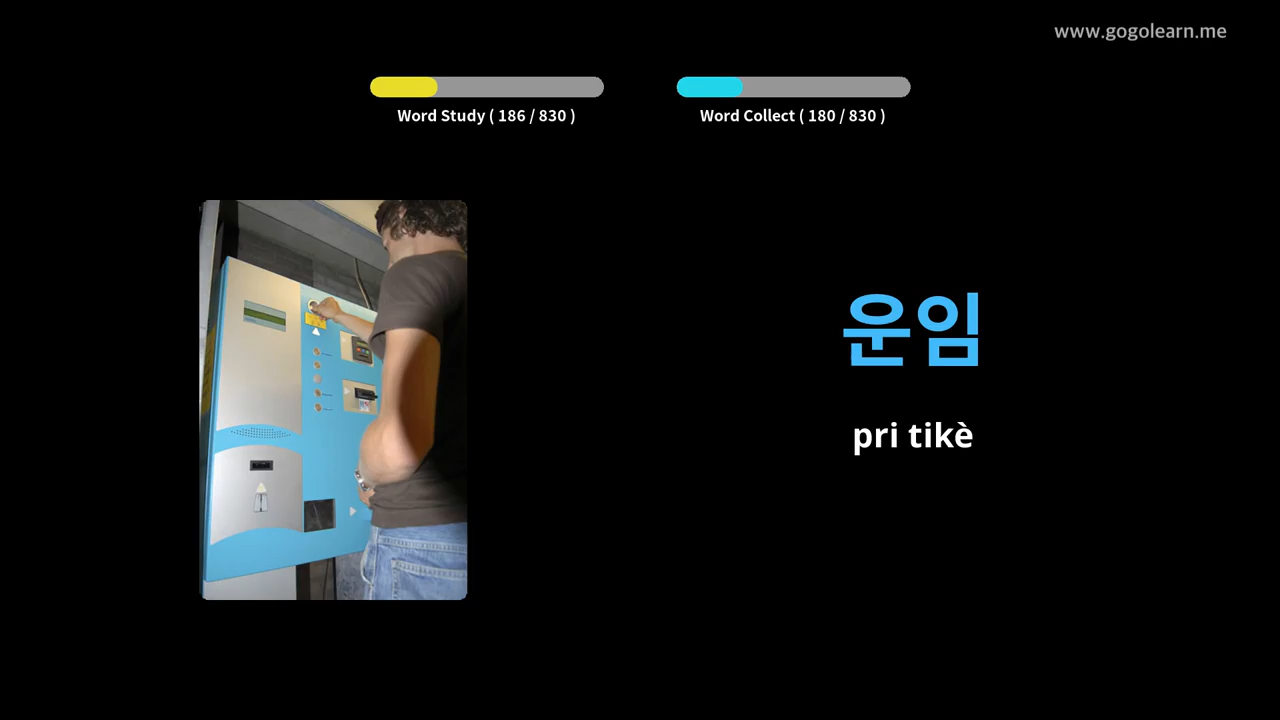 www.gogolearn.me
Word Study ( 186 / 830 )
Word Collect ( 180 / 830 )
운임
pri tikè